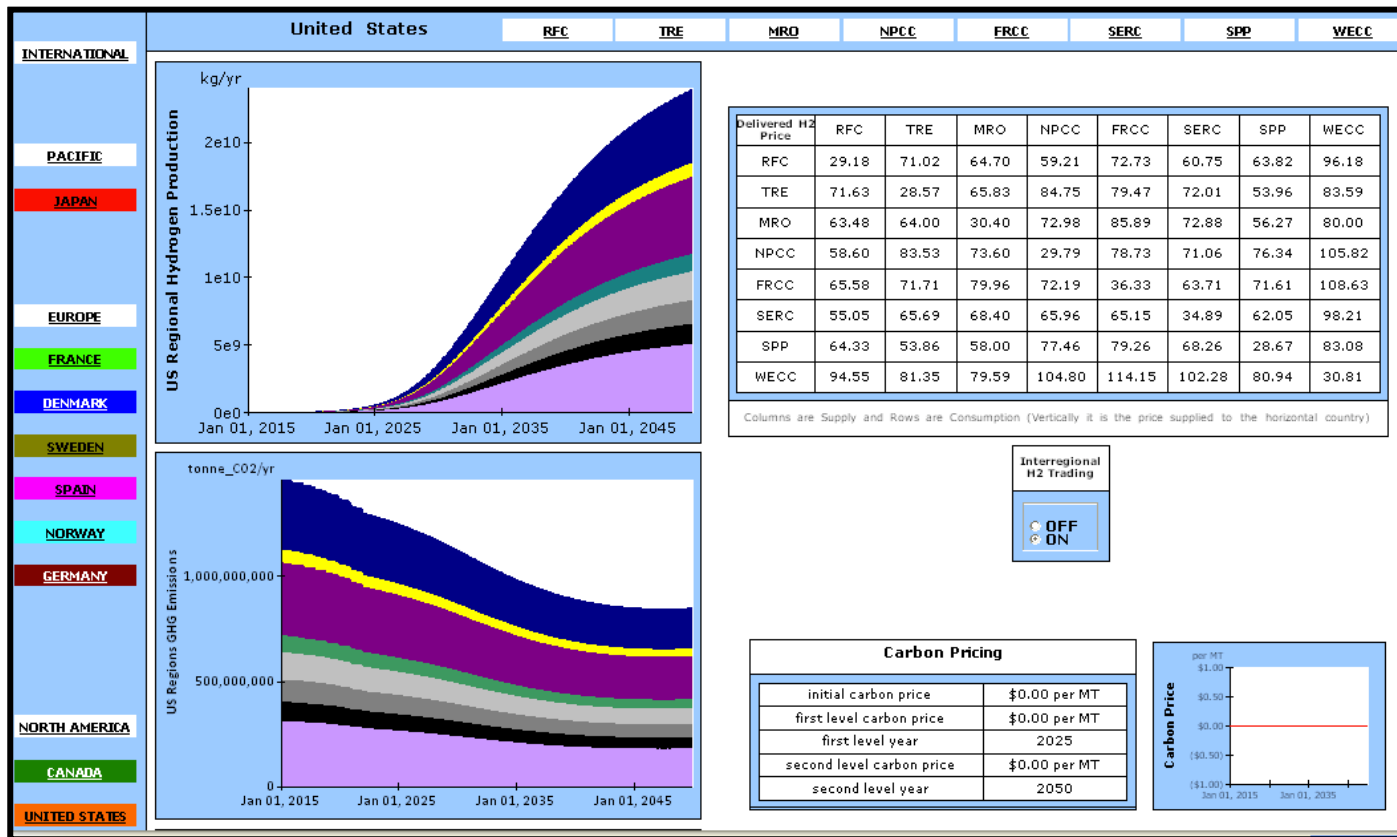 United States
RFC
TRE
MRO
NPCC
FRCC
SERC
SPP
WECC
INTERNATIONAL
PACIFIC
JAPAN
EUROPE
FRANCE
DENMARK
SWEDEN
SPAIN
NORWAY
GERMANY
NORTH AMERICA
CANADA
UNITED STATES
kg/yr
US Regional Hydrogen Production
2e10
1.5e10
1e10
5e9
0e0
Jan 01, 2015 Jan 01, 2025 Jan 01, 2035 Jan 01, 2045
tonne_CO2/yr
US Regions GHG Emissions
1,000,000,000
500,000,000
0
Jan 01, 2015 Jan 01, 2025 Jan 01, 2035 Jan 01, 2045
Delivered H2 Price RFC TRE MRO NPCC FRCC SERC SPP WECC
RFC 29.18 71.02 64.70 59.21 72.73 60.75 63.82 96.18
TRE 71.63 28.57 65.83 84.75 79.47 72.01 53.96 83.59
MRO 63.48 64.00 30.40 72.98 85.89 72.88 56.27 80.00
NPCC 58.60 83.53 73.60 29.79 78.73 71.06 76.34 105.82
FRCC 65.58 71.71 79.96 72.19 36.33 63.71 71.61 108.63
SERC 55.05 65.69 68.40 65.96 65.15 34.89 62.05 98.21
SPP 64.33 53.86 58.00 77.46 79.26 68.26 28.67 83.08
WECC 94.55 81.35 79.59 104.80 114.15 102.28 80.94 30.81
Columns are Supply and Rows are Consumption (Vertically it is the price supplied to the horizontal country)
Interregional
H2 Trading
OFF
ON
Carbon Pricing
initial carbon price $0.00 per MT
first level carbon price $0.00 per MT
first level year 2025
second level carbon price $0.00 per MT
second level year 2050
per MT
Carbon Price
$1.00
$0.50
$0.00
($0.50)
($1.00)
Jan 01, 2015 Jan 01, 2035